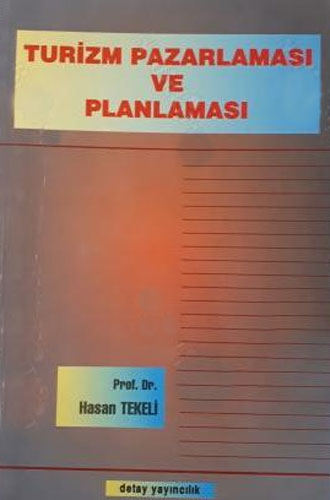 TURİZM PAZARLAMASI
VE
PLANLAMASI
Prof. Dr.
Hasan TEKELİ
detay yayıncılık